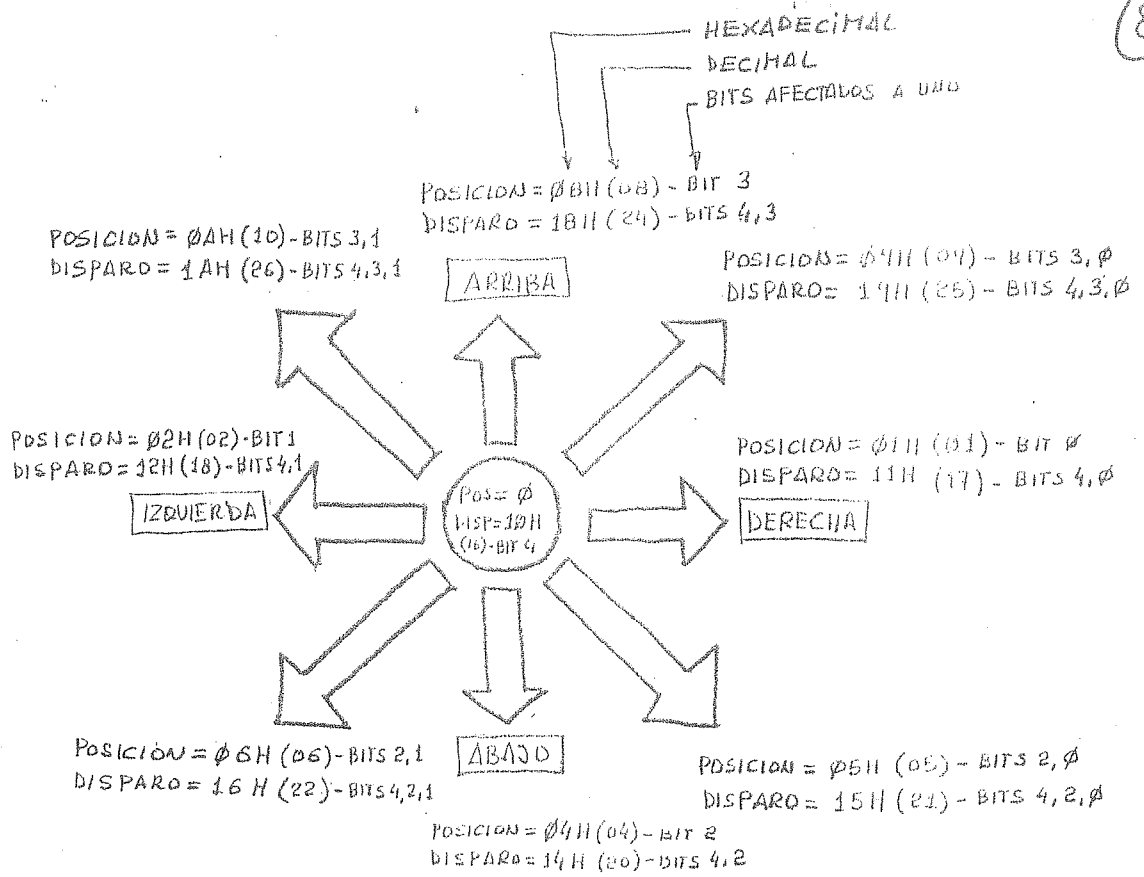 (8
HEXADECIMAL
DECIMAL
BITS AFECTADOS A UNO
POSICION = Ø8H (08) - BIT 3
DISPARO = 18H (24) - BITS 4,3
ARRIBA
POSICION = ØAH (10) - BITS 3,1
DISPARO = 1AH (26) - BITS 4,3,1
POSICION = Ø9H (09) - BITS 3,Ø
DISPARO = 19H (25) - BITS 4,3,Ø
POSICION = Ø2H (02) - BIT 1
DISPARO = 12H (18) - BITS 4,1
IZQUIERDA
POS = Ø
DISP = 1ØH
(16) - BIT 4
POSICION = Ø1H (01) - BIT Ø
DISPARO = 11H (17) - BITS 4,Ø
DERECHA
POSICIÓN = Ø6H (06) - BITS 2,1
DISPARO = 16H (22) - BITS 4,2,1
ABAJO
POSICION = Ø5H (05) - BITS 2,Ø
DISPARO = 15H (21) - BITS 4,2,Ø
POSICION = Ø4H (04) - BIT 2
DISPARO = 14H (20) - BITS 4,2